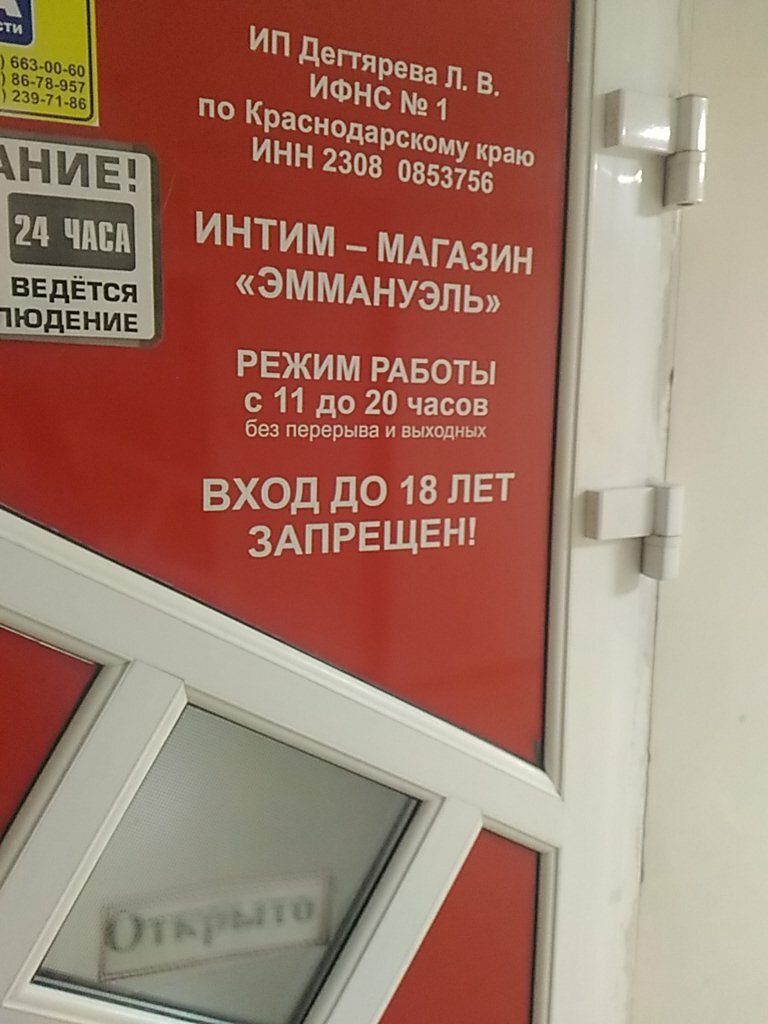 сти
) 663-00-60
) 86-78-957
) 239-71-86
АНИЕ!
24 ЧАСА
ВЕДЁТСЯ
ЛЮДЕНИЕ
ИП Дегтярева Л. В.
ИФНС № 1
по Краснодарскому краю
ИНН 2308 0853756
ИНТИМ – МАГАЗИН
«ЭММАНУЭЛЬ»
РЕЖИМ РАБОТЫ
с 11 до 20 часов
без перерыва и выходных
ВХОД ДО 18 ЛЕТ
ЗАПРЕЩЕН!
Открыто